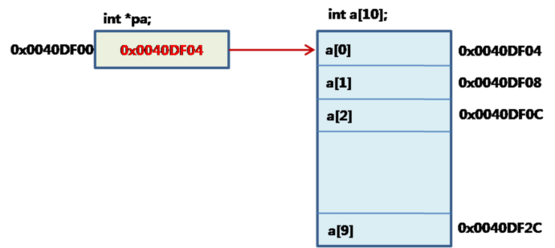 int *pa;
int a[10];
0x0040DF00
0x0040DF04
a[0]
0x0040DF04
a[1]
0x0040DF08
a[2]
0x0040DF0C
a[9]
0x0040DF2C